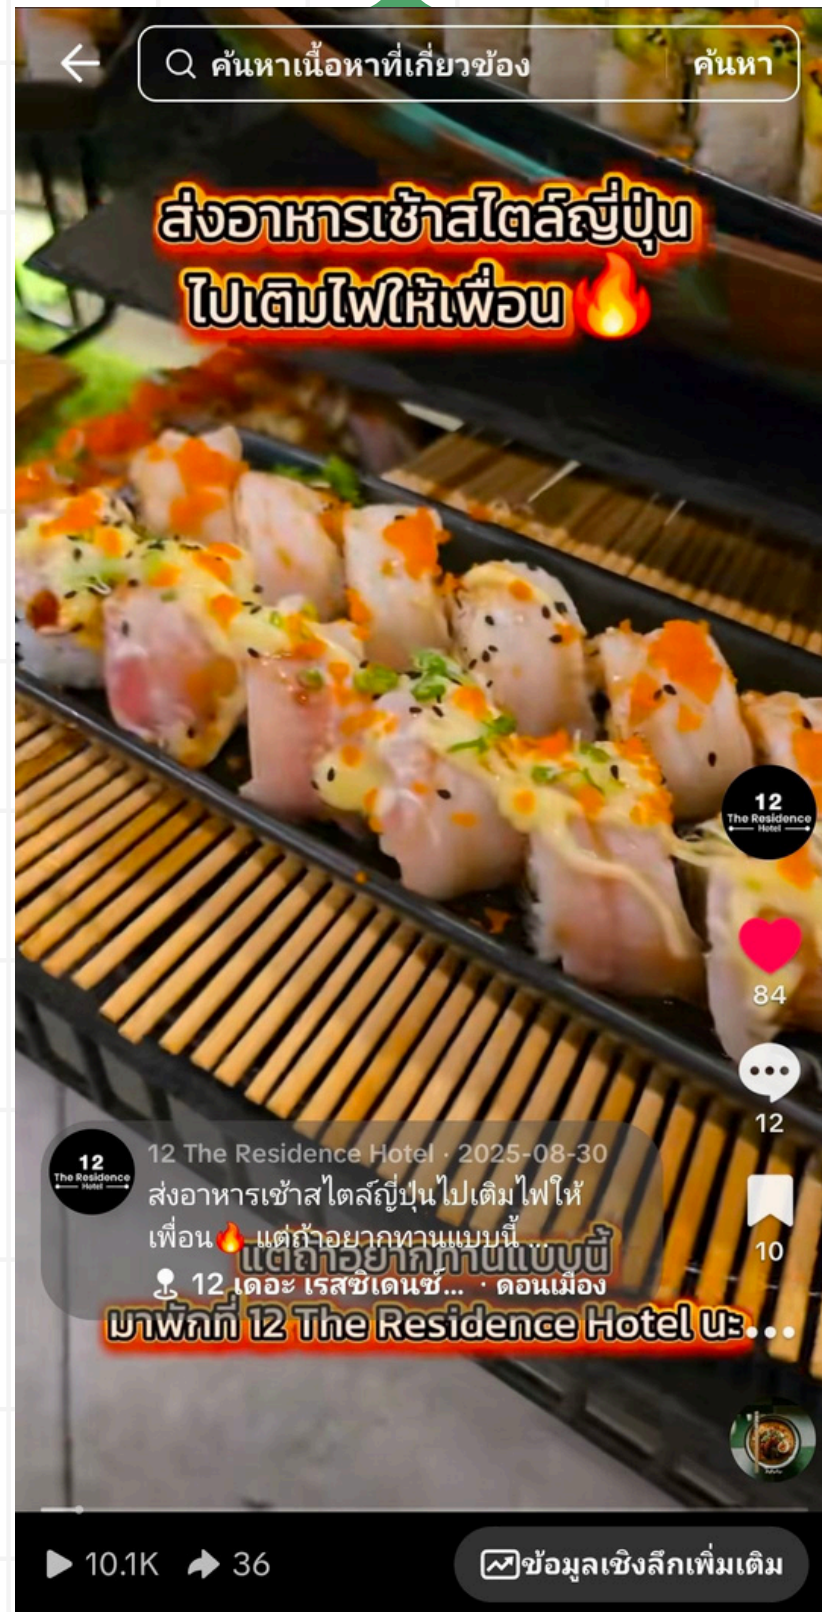 ค้นหาเนื้อหาที่เกี่ยวข้อง
ค้นหา
ส่งอาหารเช้าสไตล์ญี่ปุ่น
ไปเติมไฟให้เพื่อน🔥
12
The Residence
Hotel
84
12
10
12
The Residence
Hotel
12 The Residence Hotel · 2025-08-30
ส่งอาหารเช้าสไตล์ญี่ปุ่นไปเติมไฟให้
เพื่อน🔥 แต่ถ้าอยากทานแบบนี้ ...
แต่ถ้าอยากทานแบบนี้
12 เดอะ เรสซิเดนซ์... · ดอนเมือง
มาพักที่ 12 The Residence Hotel นะ
10.1K
36
ข้อมูลเชิงลึกเพิ่มเติม